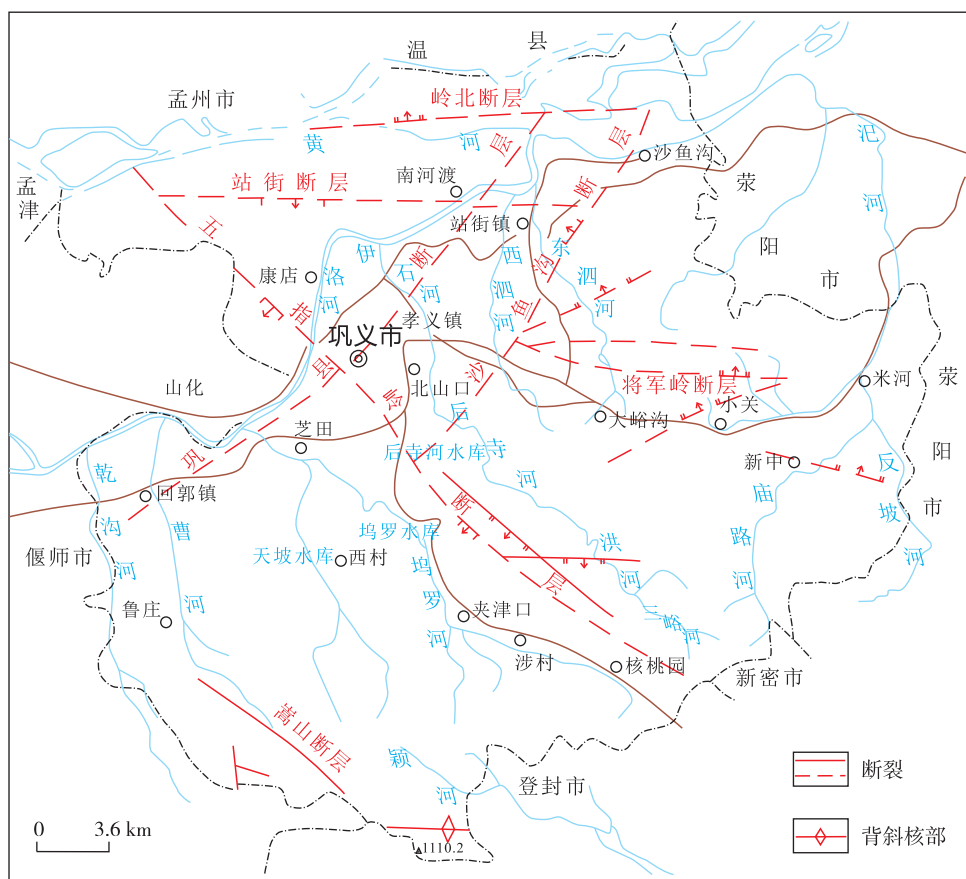 温 县
孟州市
岭北断层
黄河
汜河
孟津
站街断层
南河渡
沙鱼沟
荥阳市
站街镇
五指岭断层
康店
伊洛河
石河
西泗河
东泗河
沙鱼沟断层
巩县断层
孝义镇
巩义市
山化
北山口
将军岭断层
米河
荥阳市
小关
大峪沟
芝田
后寺河水库
后寺河
新中
反坡河
回郭镇
乾沟河
曹河
坞罗水库
庙路河
偃师市
天坡水库
西村
坞罗河
洪河
三峪河
鲁庄
夹津口
涉村
核桃园
新密市
嵩山断层
颍河
登封市
断裂
0 3.6 km
背斜核部
▲1110.2